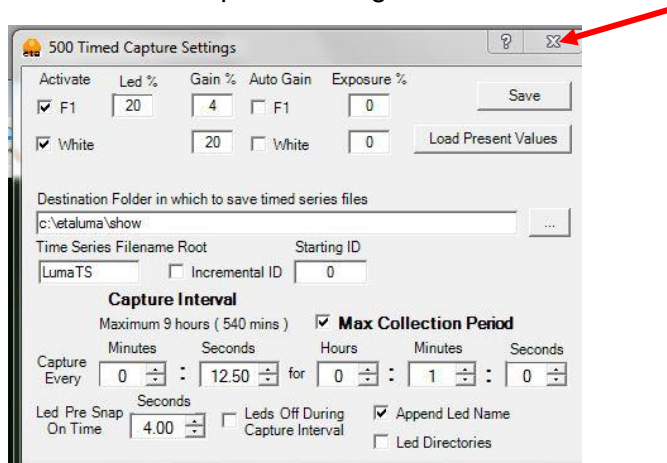 500 Timed Capture Settings
Activate Led % Gain % Auto Gain Exposure %
F1 20 4 F1 0 Save
White 20 White 0 Load Present Values
Destination Folder in which to save timed series files
c:\etaluma\show ...
Time Series Filename Root Starting ID
LumaTS Incremental ID 0
Capture Interval
Maximum 9 hours ( 540 mins ) Max Collection Period
Minutes Seconds Hours Minutes Seconds
Capture Every 0 : 12.50 for 0 : 1 : 0
Led Pre Snap On Time Seconds 4.00 Leds Off During Capture Interval Append Led Name
Led Directories